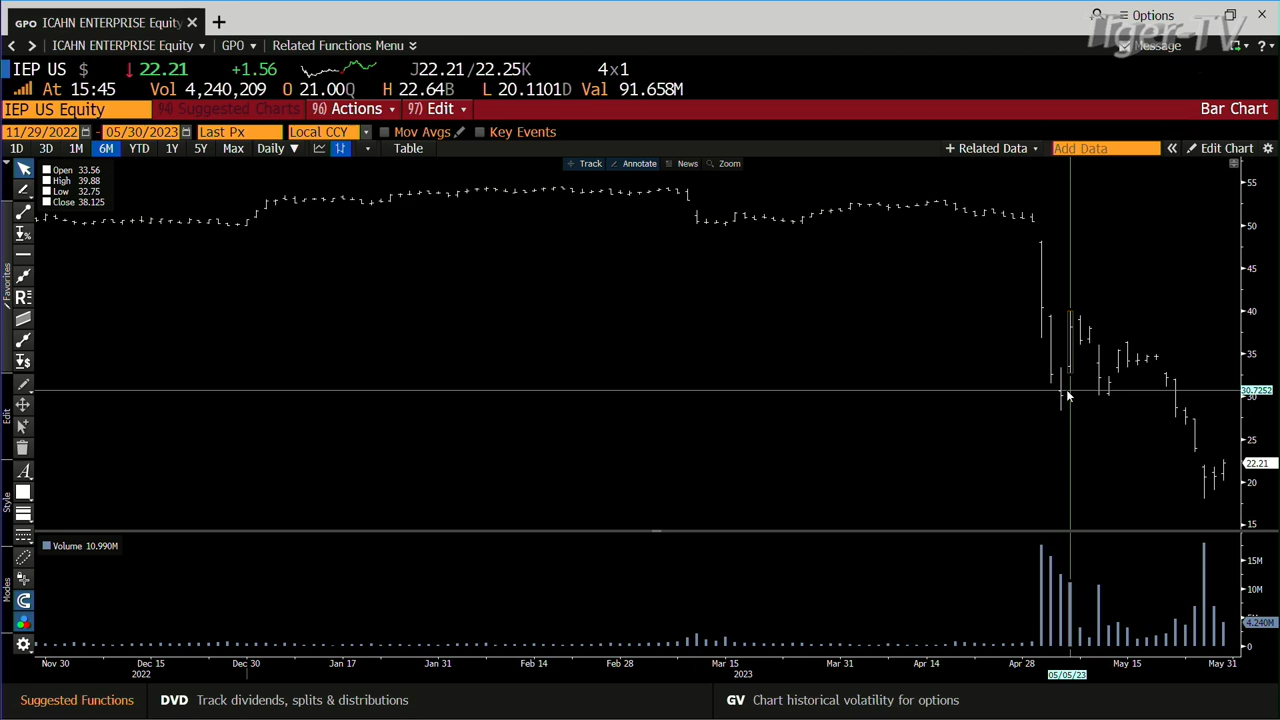 GPO ICAHN ENTERPRISE Equity
Options
Tiger-TV
ICAHN ENTERPRISE Equity GPO Related Functions Menu Message ?
IEP US $ 22.21 +1.56 J22.21/22.25K 4x1
At 15:45 Vol 4,240,209 O 21.00Q H 22.64B L 20.1101D Val 91.658M
IEP US Equity 94) Suggested Charts 96) Actions 97) Edit Bar Chart
11/29/2022 - 05/30/2023 Last Px Local CCY Mov Avgs Key Events
1D 3D 1M 6M YTD 1Y 5Y Max Daily Table + Related Data Add Data Edit Chart
Track Annotate News Zoom
Open 33.56
High 39.88
Low 32.75
Close 38.125
55
50
45
40
35
30.7252
30
25
22.21
20
15
Favorites
Edit
Style
Modes
Volume 10.990M
15M
10M
4.240M
0
Nov 30 Dec 15 Dec 30 Jan 17 Jan 31 Feb 14 Feb 28 Mar 15 Mar 31 Apr 14 Apr 28 May 15 May 31
2022 2023 05/05/23
Suggested Functions DVD Track dividends, splits & distributions GV Chart historical volatility for options